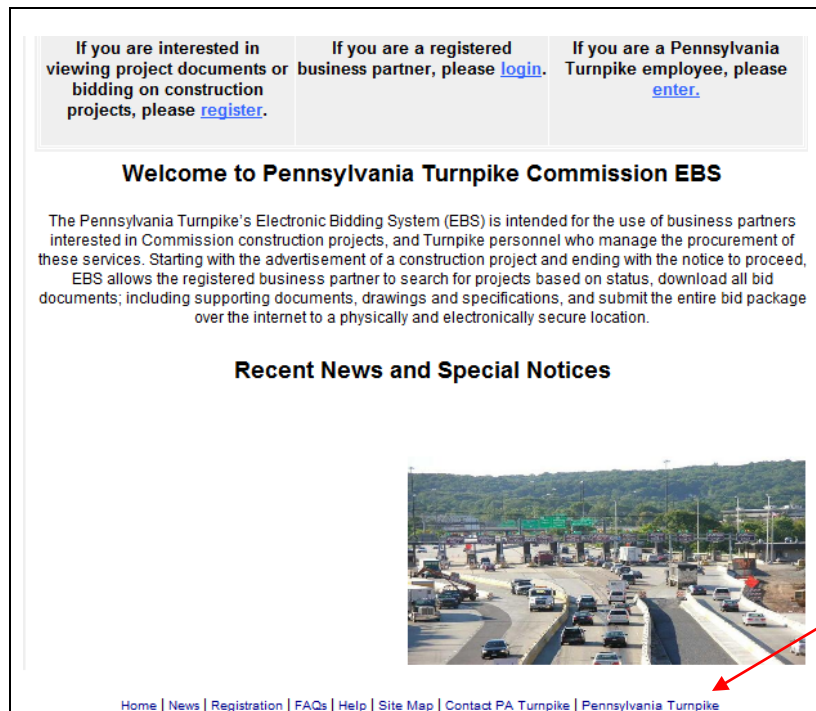 If you are interested in
viewing project documents or
bidding on construction
projects, please register.
If you are a registered
business partner, please login.
If you are a Pennsylvania
Turnpike employee, please
enter.
Welcome to Pennsylvania Turnpike Commission EBS
The Pennsylvania Turnpike's Electronic Bidding System (EBS) is intended for the use of business partners
interested in Commission construction projects, and Turnpike personnel who manage the procurement of
these services. Starting with the advertisement of a construction project and ending with the notice to proceed,
EBS allows the registered business partner to search for projects based on status, download all bid
documents; including supporting documents, drawings and specifications, and submit the entire bid package
over the internet to a physically and electronically secure location.
Recent News and Special Notices
Home | News | Registration | FAQs | Help | Site Map | Contact PA Turnpike | Pennsylvania Turnpike